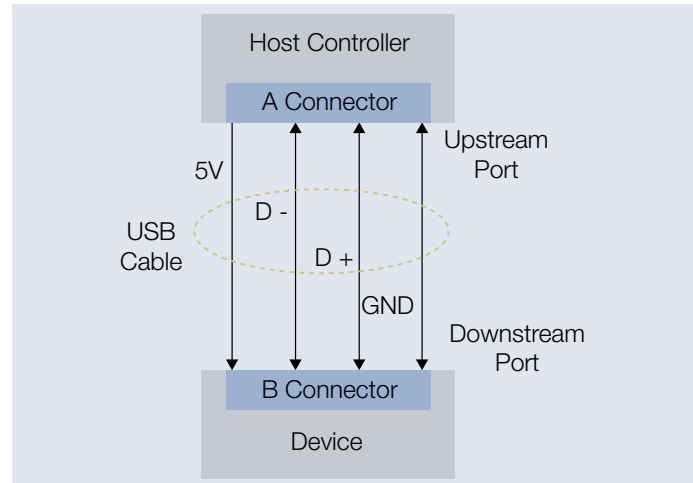 Host Controller
A Connector
Upstream
Port
5V
D -
USB
Cable
D +
GND
Downstream
Port
B Connector
Device